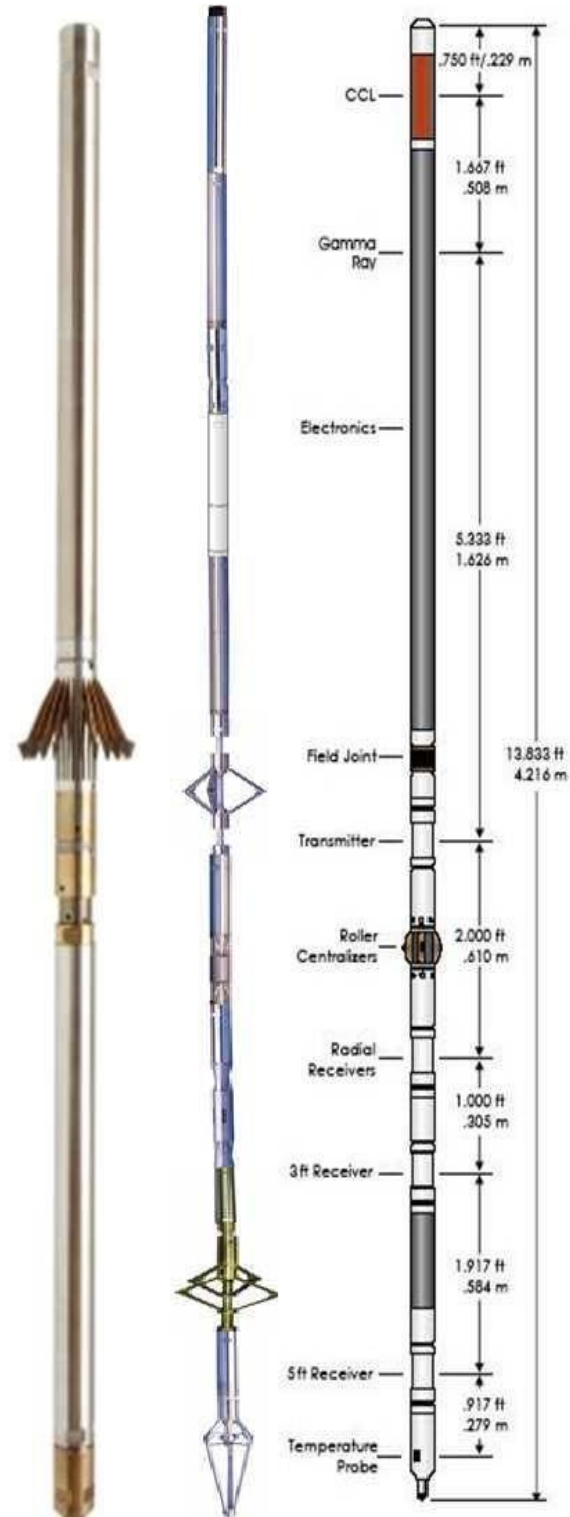 .750 ft/.229 m
CCL
1.667 ft
.508 m
Gamma
Ray
Electronics
5.333 ft
1.626 m
Field Joint
13.833 ft
4.216 m
Transmitter
Roller
Centralizers
2.000 ft
.610 m
Radial
Receivers
1.000 ft
.305 m
3ft Receiver
1.917 ft
.584 m
5ft Receiver
.917 ft
.279 m
Temperature
Probe